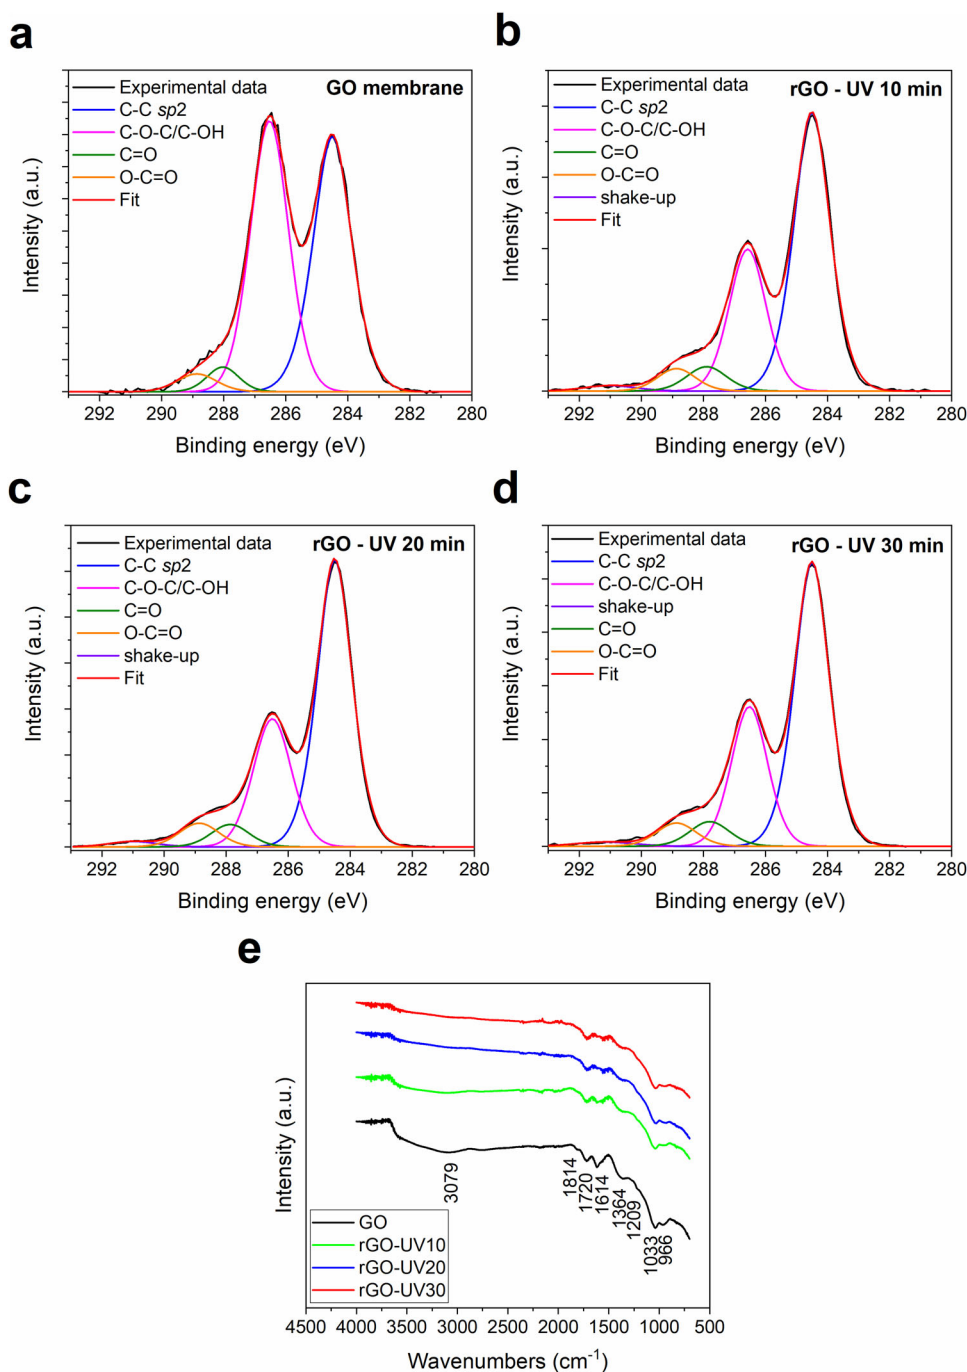 a
GO membrane
Experimental data
C-C sp2
C-O-C/C-OH
C=O
O-C=O
Fit
Intensity (a.u.)
292 290 288 286 284 282 280
Binding energy (eV)
b
rGO - UV 10 min
Experimental data
C-C sp2
C-O-C/C-OH
C=O
O-C=O
shake-up
Fit
Intensity (a.u.)
292 290 288 286 284 282 280
Binding energy (eV)
c
rGO - UV 20 min
Experimental data
C-C sp2
C-O-C/C-OH
C=O
O-C=O
shake-up
Fit
Intensity (a.u.)
292 290 288 286 284 282 280
Binding energy (eV)
d
rGO - UV 30 min
Experimental data
C-C sp2
C-O-C/C-OH
shake-up
C=O
O-C=O
Fit
Intensity (a.u.)
292 290 288 286 284 282 280
Binding energy (eV)
e
Intensity (a.u.)
3079
1814
1720
1614
1364
1209
1033
966
GO
rGO-UV10
rGO-UV20
rGO-UV30
4500 4000 3500 3000 2500 2000 1500 1000 500
Wavenumbers (cm⁻¹)